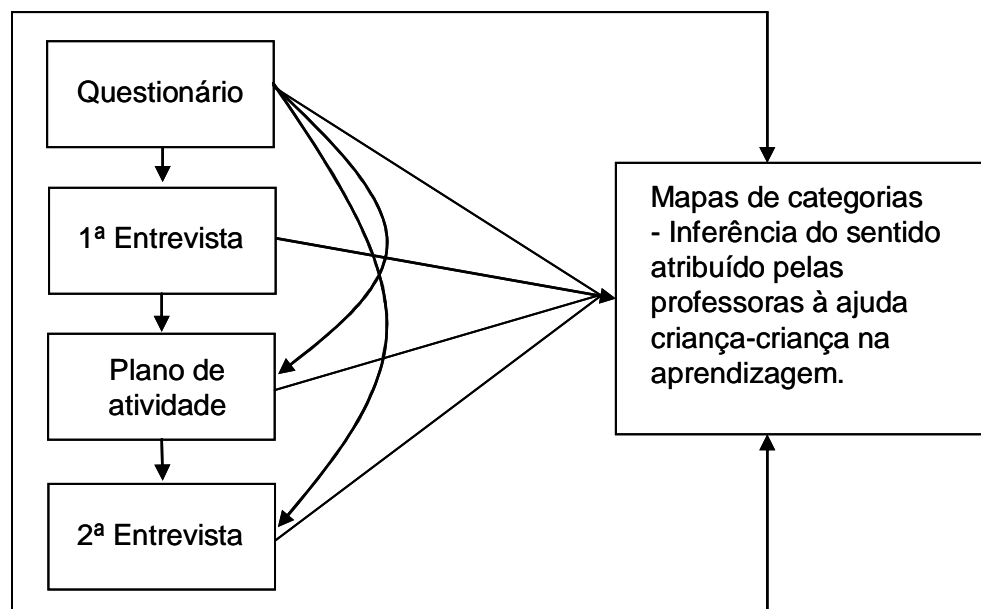 Questionário
1ª Entrevista
Plano de
atividade
2ª Entrevista
Mapas de categorias
- Inferência do sentido
atribuído pelas
professoras à ajuda
criança-criança na
aprendizagem.